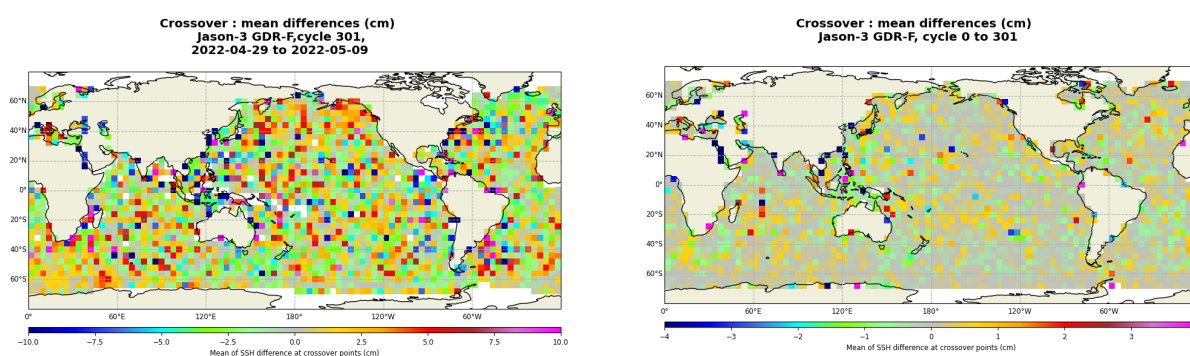 Crossover : mean differences (cm)
Jason-3 GDR-F,cycle 301,
2022-04-29 to 2022-05-09
60°N
40°N
20°N
0°
20°S
40°S
60°S
0°
60°E
120°E
180°
120°W
60°W
−10.0 −7.5 −5.0 −2.5 0.0 2.5 5.0 7.5 10.0
Mean of SSH difference at crossover points (cm)
Crossover : mean differences (cm)
Jason-3 GDR-F, cycle 0 to 301
60°N
40°N
20°N
0°
20°S
40°S
60°S
0°E 60°E 120°E 180° 120°W 60°W
−4 −3 −2 −1 0 1 2 3
Mean of SSH difference at crossover points (cm)